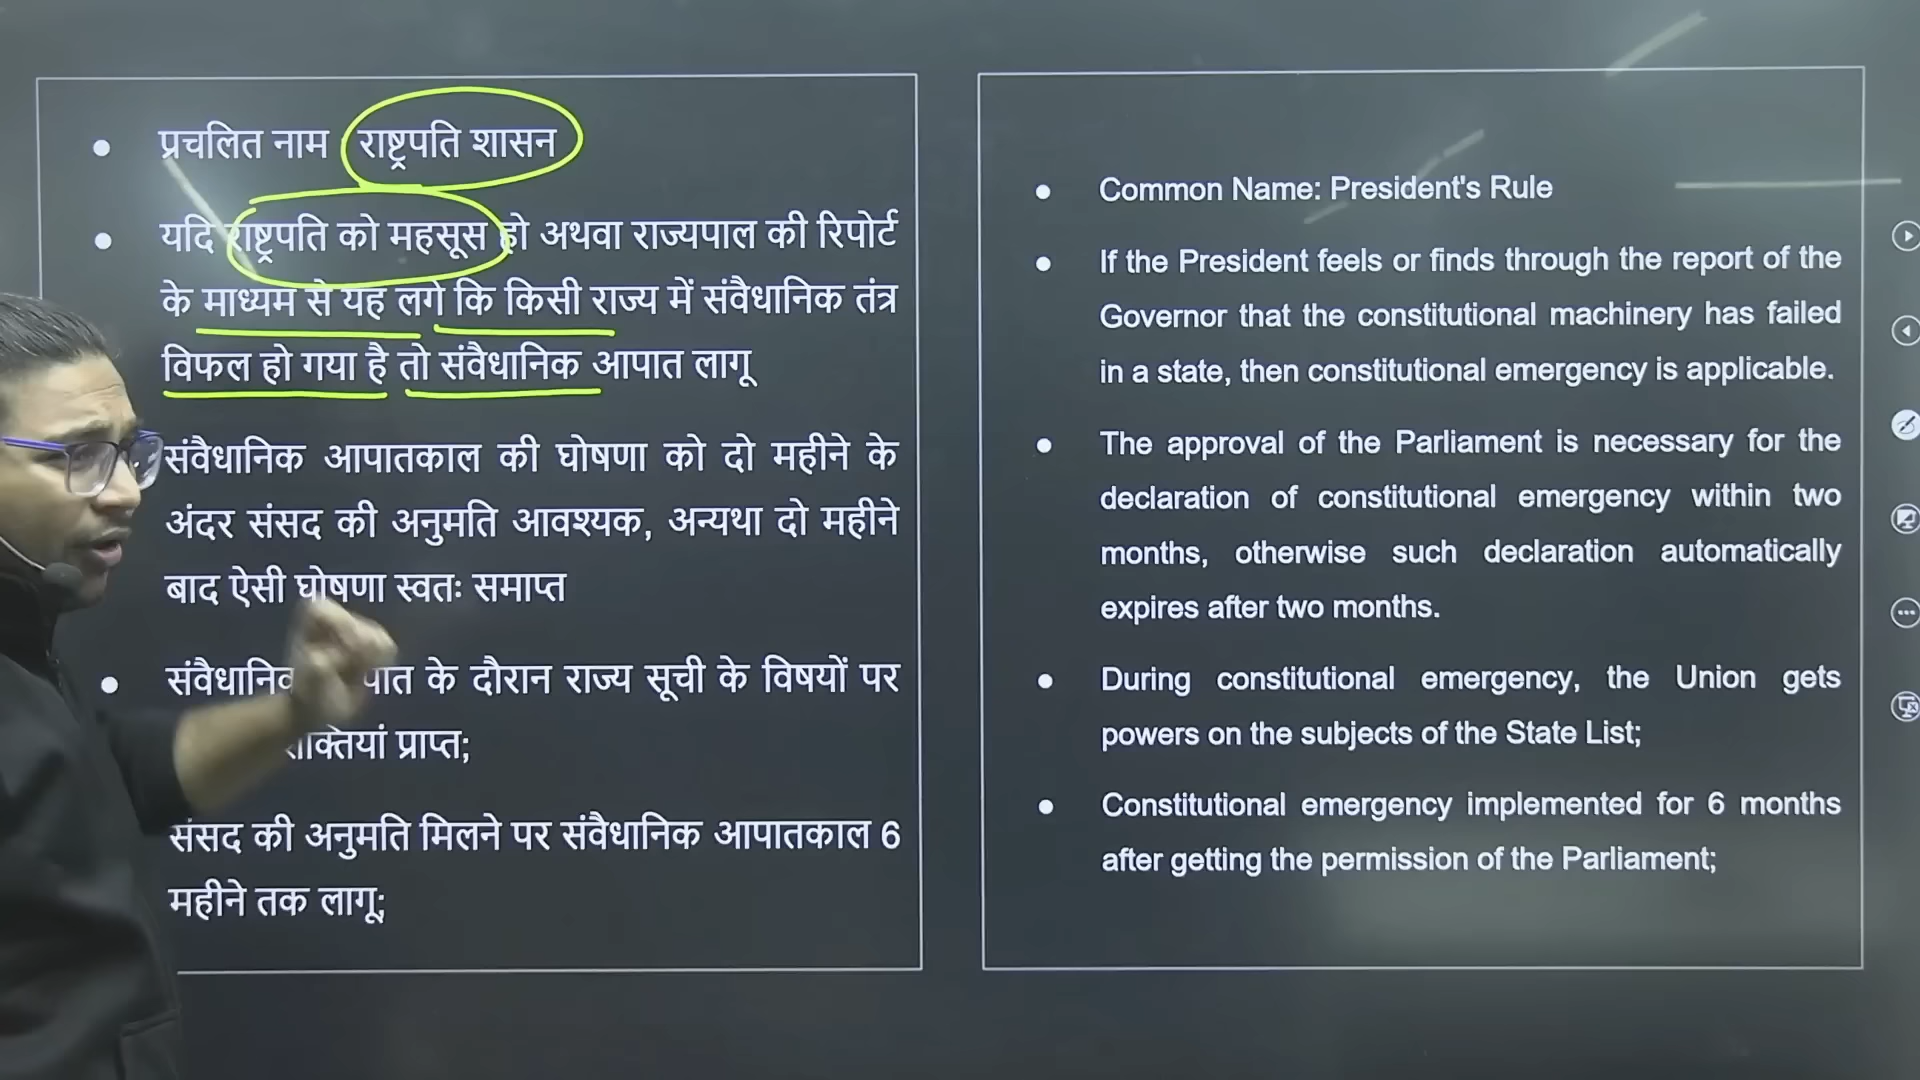 प्रचलित नाम राष्ट्रपति शासन
यदि राष्ट्रपति को महसूस हो अथवा राज्यपाल की रिपोर्ट
के माध्यम से यह लगे कि किसी राज्य में संवैधानिक तंत्र
विफल हो गया है तो संवैधानिक आपात लागू
संवैधानिक आपातकाल की घोषणा को दो महीने के
अंदर संसद की अनुमति आवश्यक, अन्यथा दो महीने
बाद ऐसी घोषणा स्वतः समाप्त
के दौरान राज्य सूची के विषयों पर
प्राप्त;
संसद की अनुमति मिलने पर संवैधानिक आपातकाल 6
महीने तक लागू;
Common Name: President's Rule
If the President feels or finds through the report of the
Governor that the constitutional machinery has failed
in a state, then constitutional emergency is applicable.
The approval of the Parliament is necessary for the
declaration of constitutional emergency within two
months, otherwise such declaration automatically
expires after two months.
During constitutional emergency, the Union gets
powers on the subjects of the State List;
Constitutional emergency implemented for 6 months
after getting the permission of the Parliament;